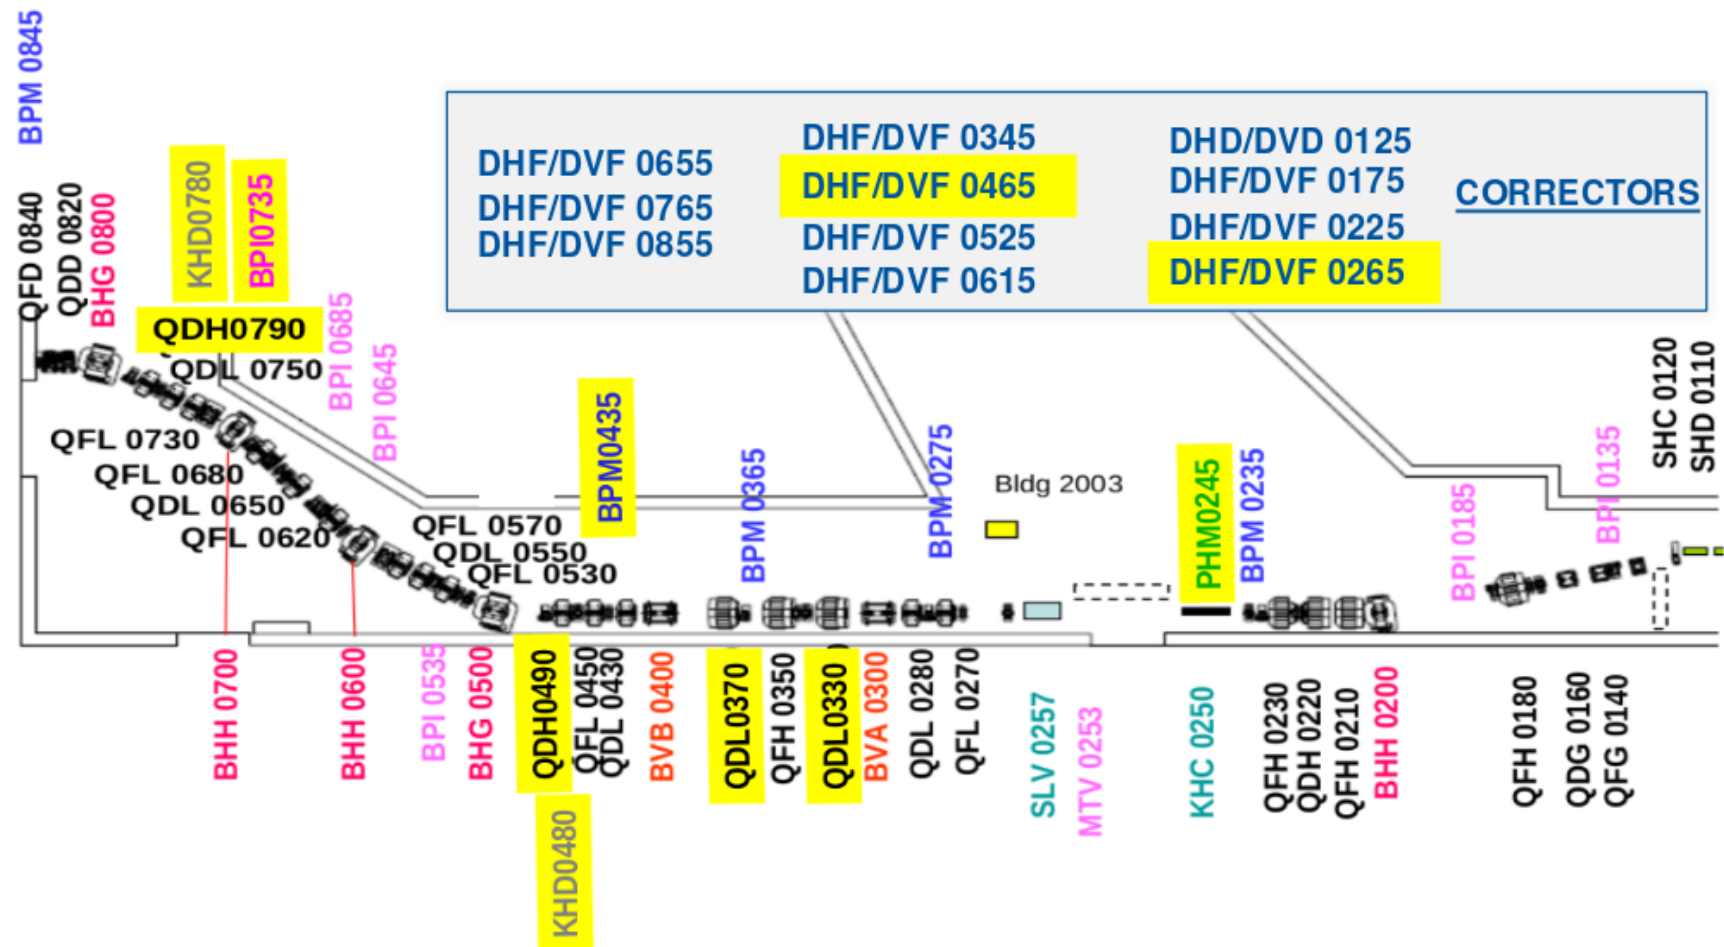 BPM 0845
QFD 0840
QDD 0820
BHG 0800
KHD0780
BPI0735
QDH0790
QDL 0750
BPI 0685
BPI 0645
QFL 0730
QFL 0680
QDL 0650
QFL 0620
DHF/DVF 0655
DHF/DVF 0765
DHF/DVF 0855
DHF/DVF 0345
DHF/DVF 0465
DHF/DVF 0525
DHF/DVF 0615
DHD/DVD 0125
DHF/DVF 0175
DHF/DVF 0225
DHF/DVF 0265
CORRECTORS
QFL 0570
QDL 0550
QFL 0530
BPM0435
BPM 0365
BPM 0275
Bldg 2003
PHM0245
BPM 0235
BPI 0185
BPI 0135
SHC 0120
SHD 0110
BHH 0700
BHH 0600
BPI 0535
BHG 0500
QDH0490
KHD0480
QFL 0450
QDL 0430
BVB 0400
QDL0370
QFH 0350
QDL0330
BVA 0300
QDL 0280
QFL 0270
SLV 0257
MTV 0253
KHC 0250
QFH 0230
QDH 0220
QFH 0210
BHH 0200
QFH 0180
QDG 0160
QFG 0140